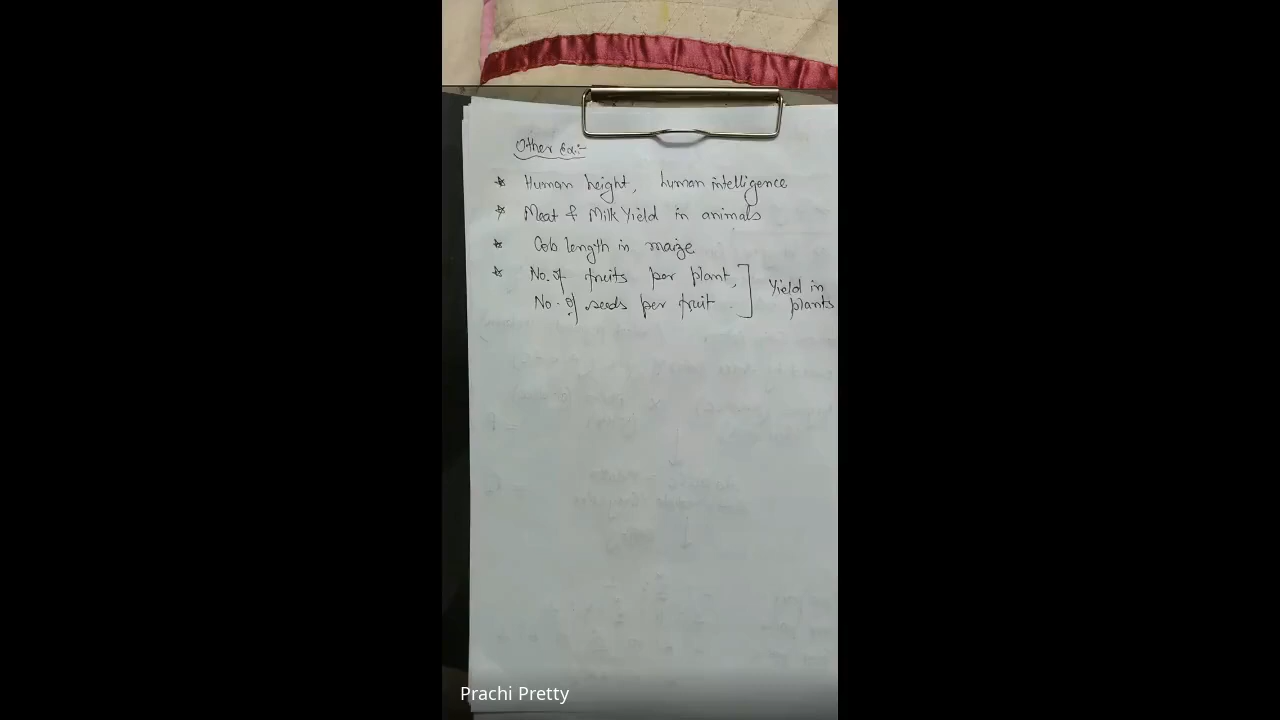 Other Ex:-
* Human height, human intelligence
* Meat & Milk Yield in animals
* Cob length in maize
* No. of fruits per plant,
No. of seeds per fruit
Yield in
plants
Prachi Pretty